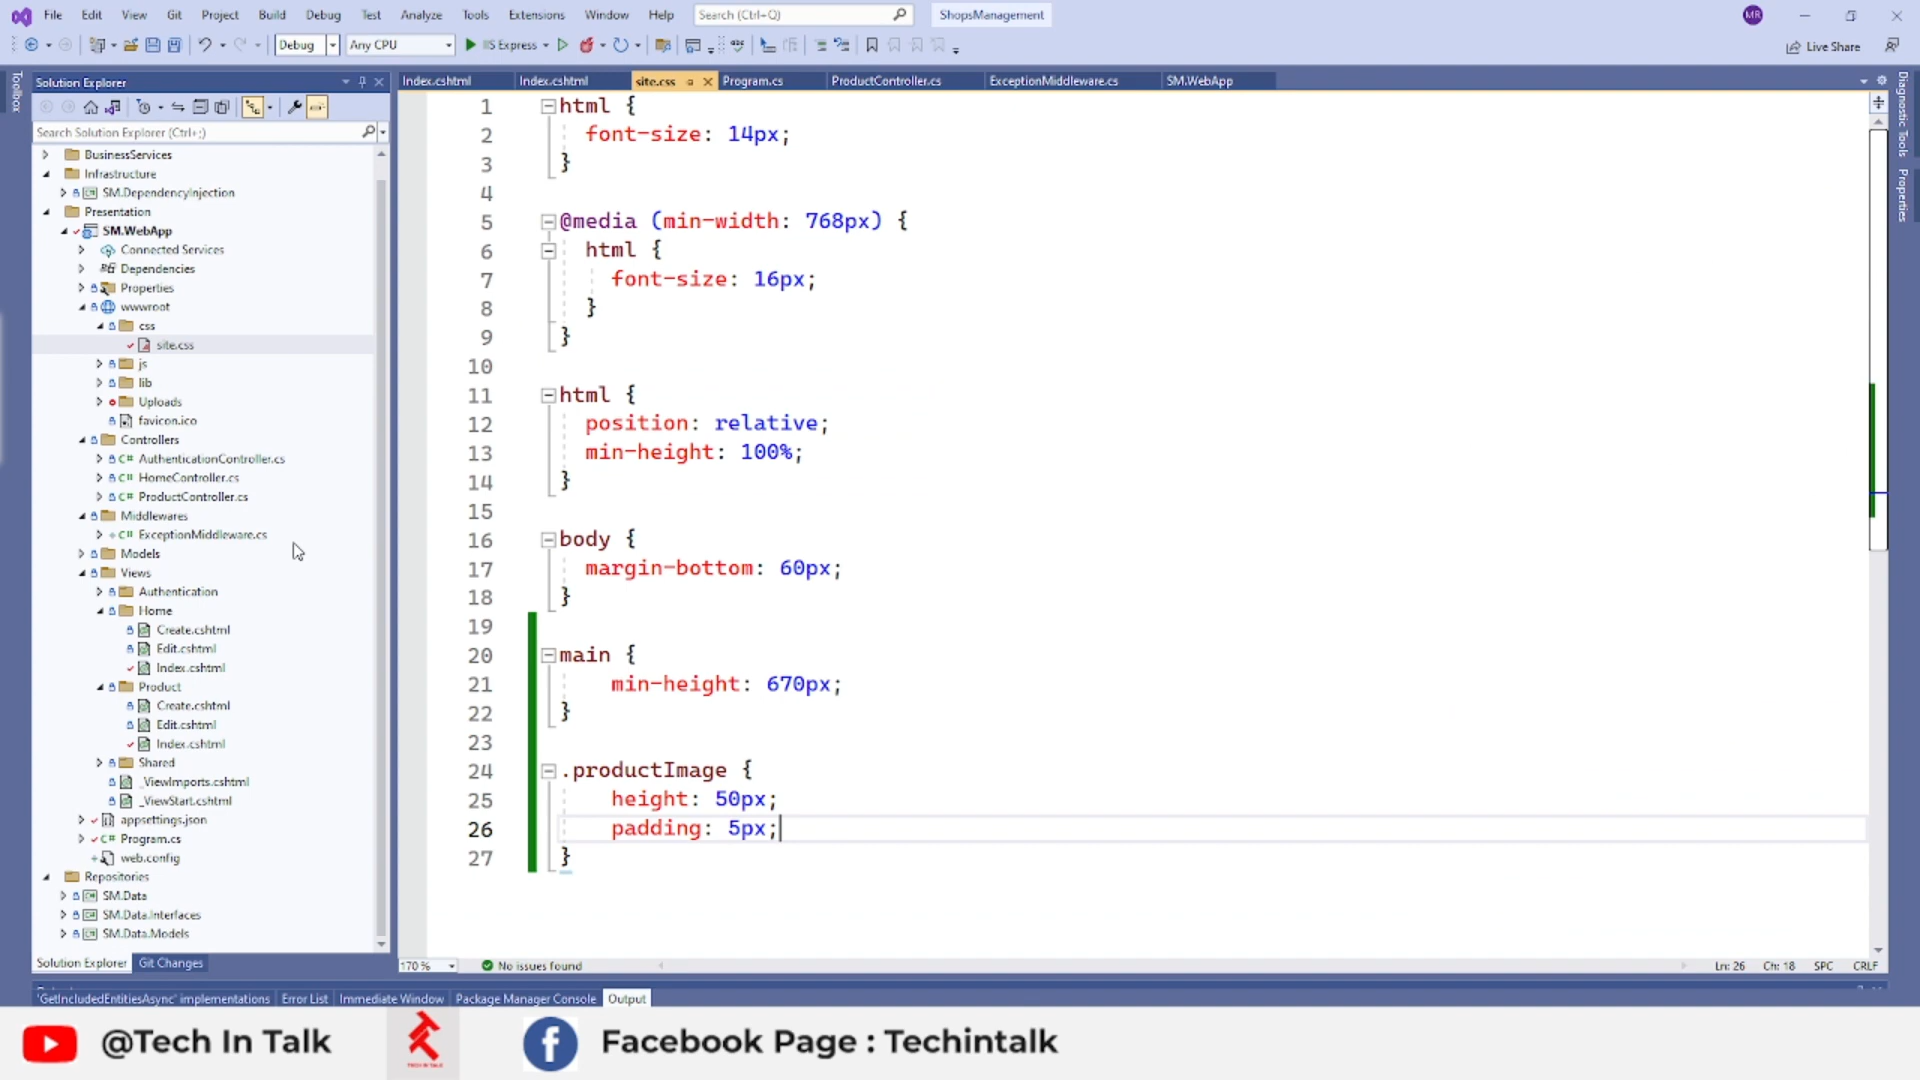 File Edit View Git Project Build Debug Test Analyze Tools Extensions Window Help Search (Ctrl+Q) ShopsManagement MR
Debug Any CPU IIS Express Live Share
Toolbox
Solution Explorer
Search Solution Explorer (Ctrl+;)
BusinessServices
Infrastructure
SM.DependencyInjection
Presentation
SM.WebApp
Connected Services
Dependencies
Properties
wwwroot
css
site.css
js
lib
Uploads
favicon.ico
Controllers
C# AuthenticationController.cs
C# HomeController.cs
C# ProductController.cs
Middlewares
C# ExceptionMiddleware.cs
Models
Views
Authentication
Home
Create.cshtml
Edit.cshtml
Index.cshtml
Product
Create.cshtml
Edit.cshtml
Index.cshtml
Shared
_ViewImports.cshtml
_ViewStart.cshtml
appsettings.json
C# Program.cs
web.config
Repositories
SM.Data
SM.Data.Interfaces
SM.Data.Models
Solution Explorer Git Changes
Index.cshtml Index.cshtml site.css Program.cs ProductController.cs ExceptionMiddleware.cs SM.WebApp
1 html {
2 font-size: 14px;
3 }
4
5 @media (min-width: 768px) {
6 html {
7 font-size: 16px;
8 }
9 }
10
11 html {
12 position: relative;
13 min-height: 100%;
14 }
15
16 body {
17 margin-bottom: 60px;
18 }
19
20 main {
21 min-height: 670px;
22 }
23
24 .productImage {
25 height: 50px;
26 padding: 5px;
27 }
170 % No issues found Ln: 26 Ch: 18 SPC CRLF
Diagnostic Tools
Properties
'GetIncludedEntitiesAsync' implementations Error List Immediate Window Package Manager Console Output
@Tech In Talk TECH IN TALK f Facebook Page : Techintalk